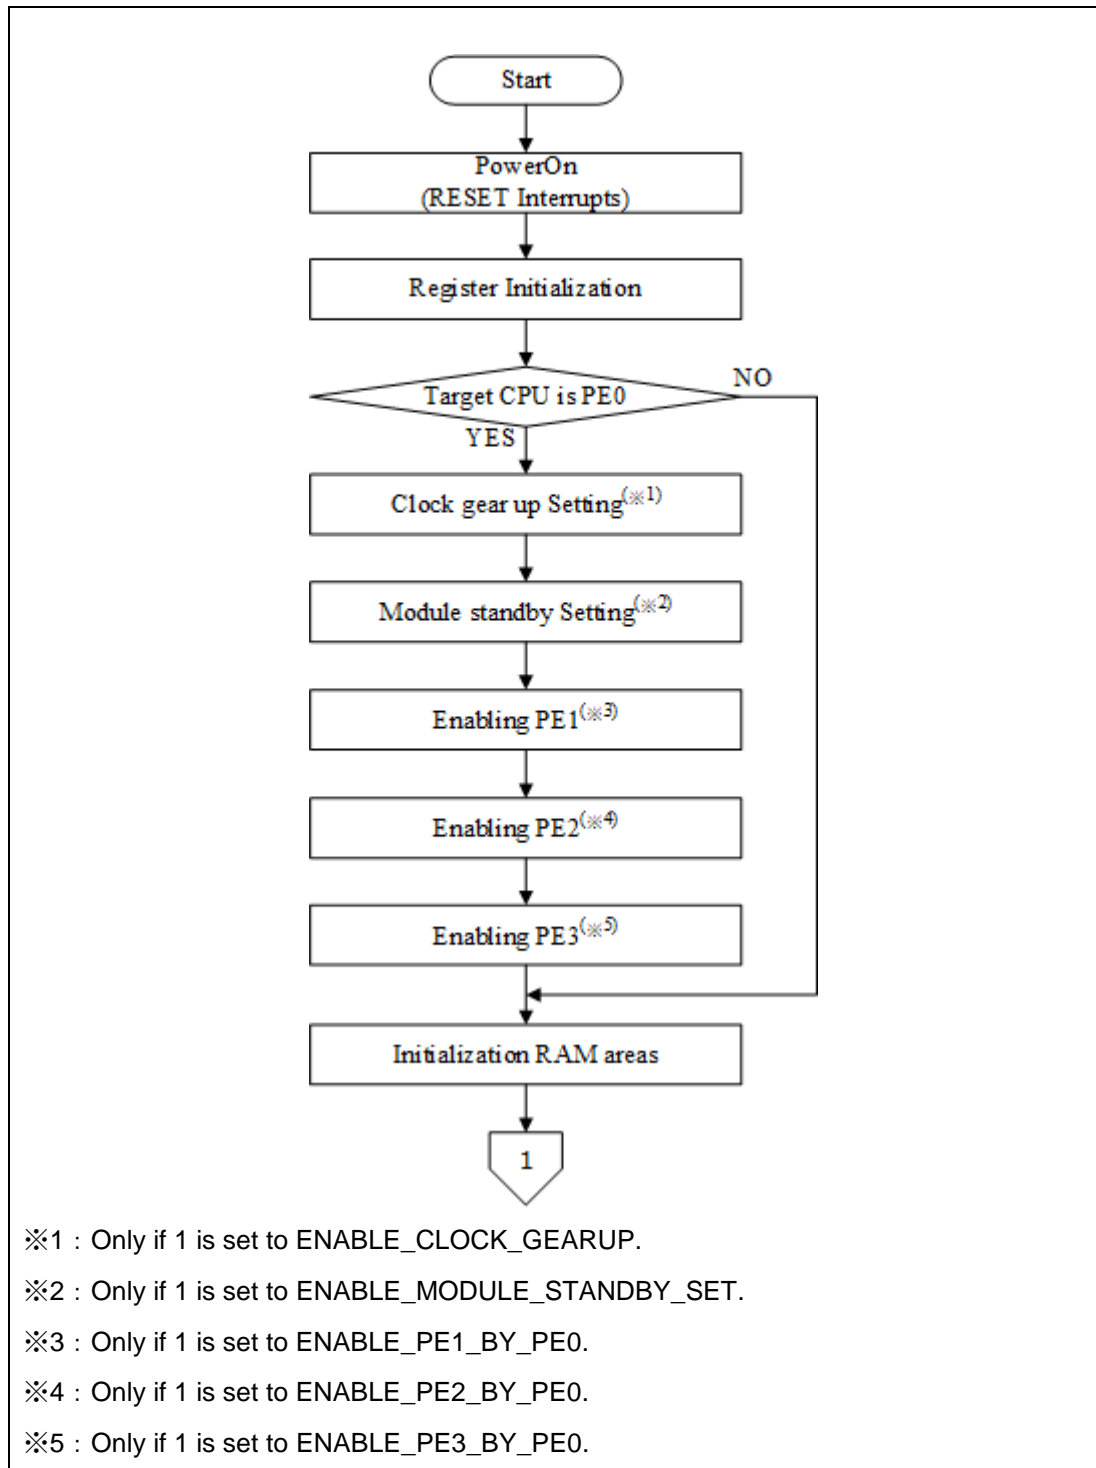 Start
PowerOn
(RESET Interrupts)
Register Initialization
Target CPU is PE0
NO
YES
Clock gear up Setting(※1)
Module standby Setting(※2)
Enabling PE1(※3)
Enabling PE2(※4)
Enabling PE3(※5)
Initialization RAM areas
1
※1 : Only if 1 is set to ENABLE_CLOCK_GEARUP.
※2 : Only if 1 is set to ENABLE_MODULE_STANDBY_SET.
※3 : Only if 1 is set to ENABLE_PE1_BY_PE0.
※4 : Only if 1 is set to ENABLE_PE2_BY_PE0.
※5 : Only if 1 is set to ENABLE_PE3_BY_PE0.